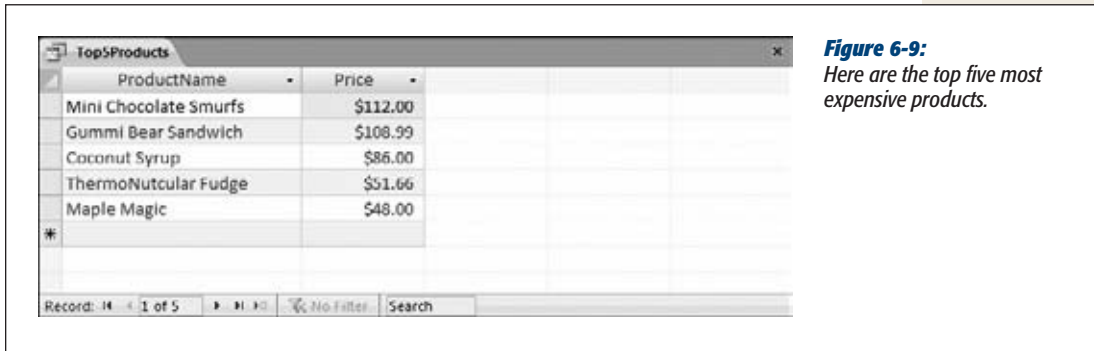 Top5Products
ProductName Price
Mini Chocolate Smurfs $112.00
Gummi Bear Sandwich $108.99
Coconut Syrup $86.00
ThermoNutcular Fudge $51.66
Maple Magic $48.00
Record: 1 of 5 No Filter Search
Figure 6-9:
Here are the top five most
expensive products.